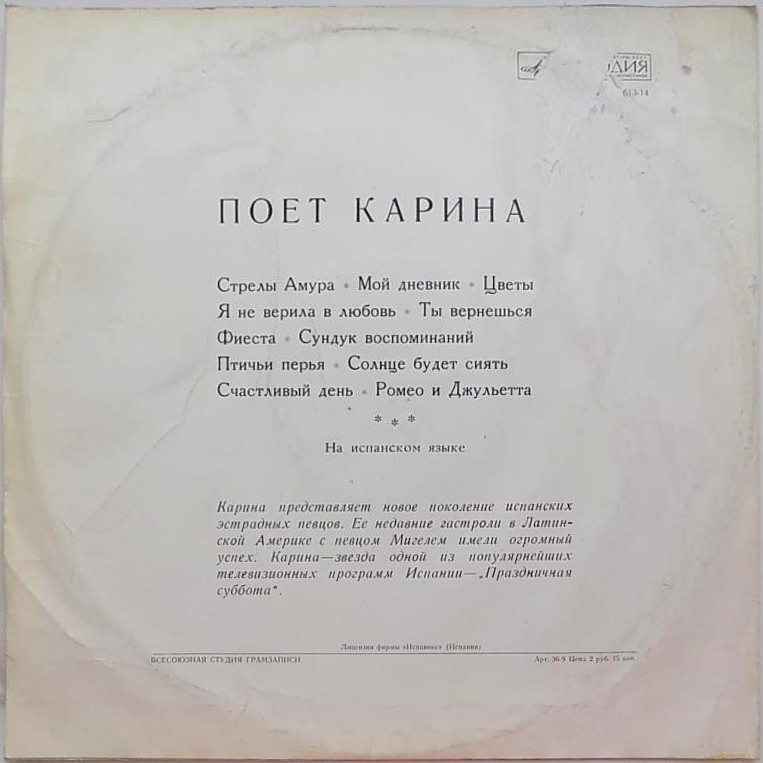 ДИЯ
613-14
ПОЕТ КАРИНА
Стрелы Амура * Мой дневник * Цветы
Я не верила в любовь * Ты вернешься
Фиеста * Сундук воспоминаний
Птичьи перья * Солнце будет сиять
Счастливый день * Ромео и Джульетта
* * *
На испанском языке
Карина представляет новое поколение испанских
эстрадных певцов. Ее недавние гастроли в Латин-
ской Америке с певцом Мигелем имели огромный
успех. Карина—звезда одной из популярнейших
телевизионных программ Испании—„Праздничная
суббота“.
Лицензия фирмы «Испавокс» (Испания)
ВСЕСОЮЗНАЯ СТУДИЯ ГРАМЗАПИСИ Арт. 36-9 Цена 2 руб. 15 коп.